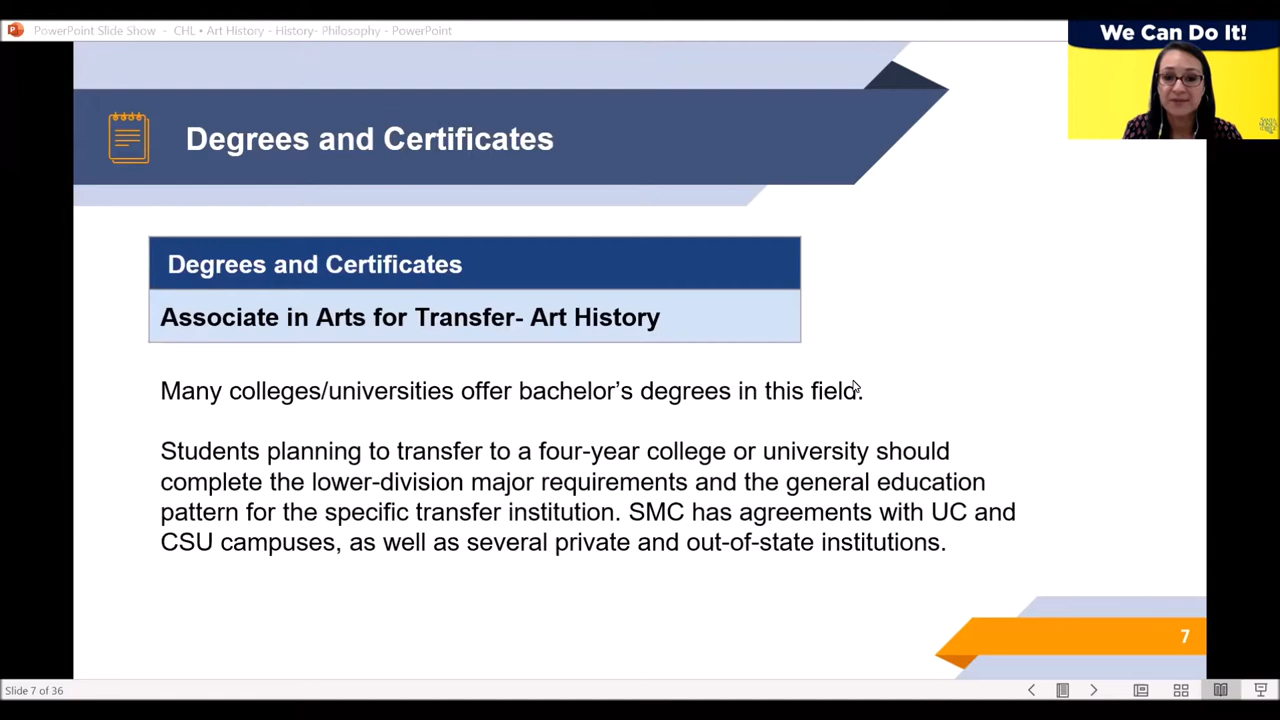 PowerPoint Slide Show - CHL • Art History - History- Philosophy - PowerPoint
We Can Do It!
Degrees and Certificates
Degrees and Certificates
Associate in Arts for Transfer- Art History
Many colleges/universities offer bachelor's degrees in this field.
Students planning to transfer to a four-year college or university should
complete the lower-division major requirements and the general education
pattern for the specific transfer institution. SMC has agreements with UC and
CSU campuses, as well as several private and out-of-state institutions.
7
Slide 7 of 36